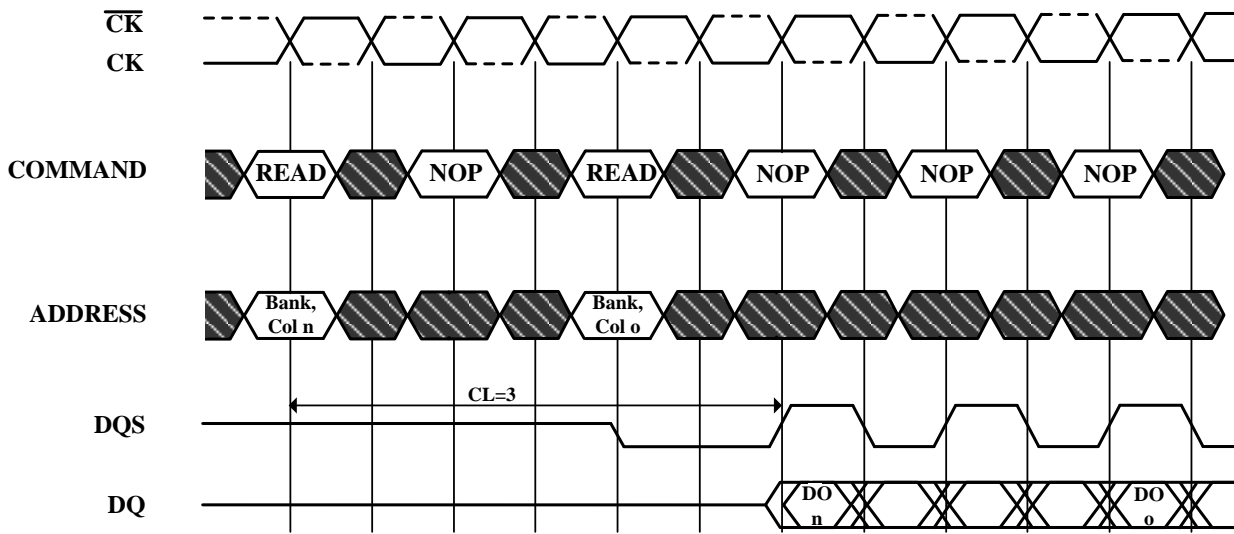 CK
CK
COMMAND
READ
NOP
READ
NOP
NOP
NOP
ADDRESS
Bank,
Col n
Bank,
Col o
CL=3
DQS
DQ
DO
n
DO
o